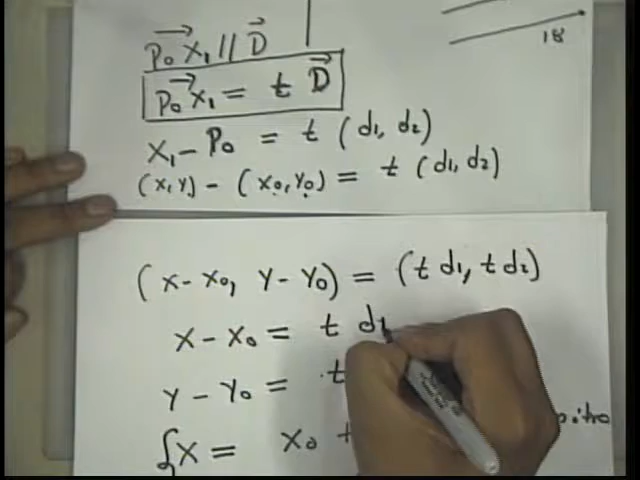 P₀X₁ // D
P₀X₁ = t D
18
X₁ - P₀ = t (d₁, d₂)
(X, Y) - (X₀, Y₀) = t (d₁, d₂)
(X - X₀, Y - Y₀) = (t d₁, t d₂)
X - X₀ = t d₁
Y - Y₀ = t
X = X₀ +